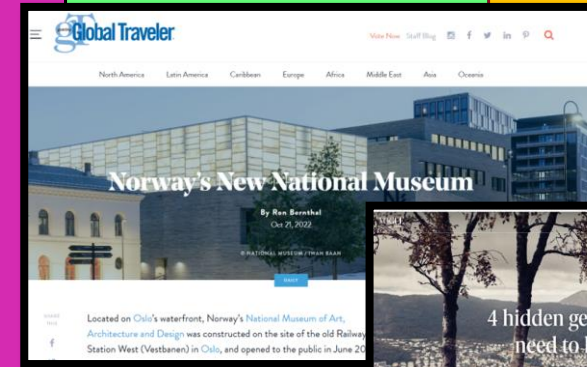 Global Traveler
Vote Now Staff Blog
North America Latin America Caribbean Europe Africa Middle East Asia Oceania
Norway's New National Museum
By Ron Bernthal
Oct 21, 2022
© NATIONAL MUSEUM / IWAN BAAN
SHARE
THIS
Located on Oslo's waterfront, Norway's National Museum of Art,
Architecture and Design was constructed on the site of the old Railway
Station West (Vestbanen) in Oslo, and opened to the public in June 20
4 hidden ge
need to